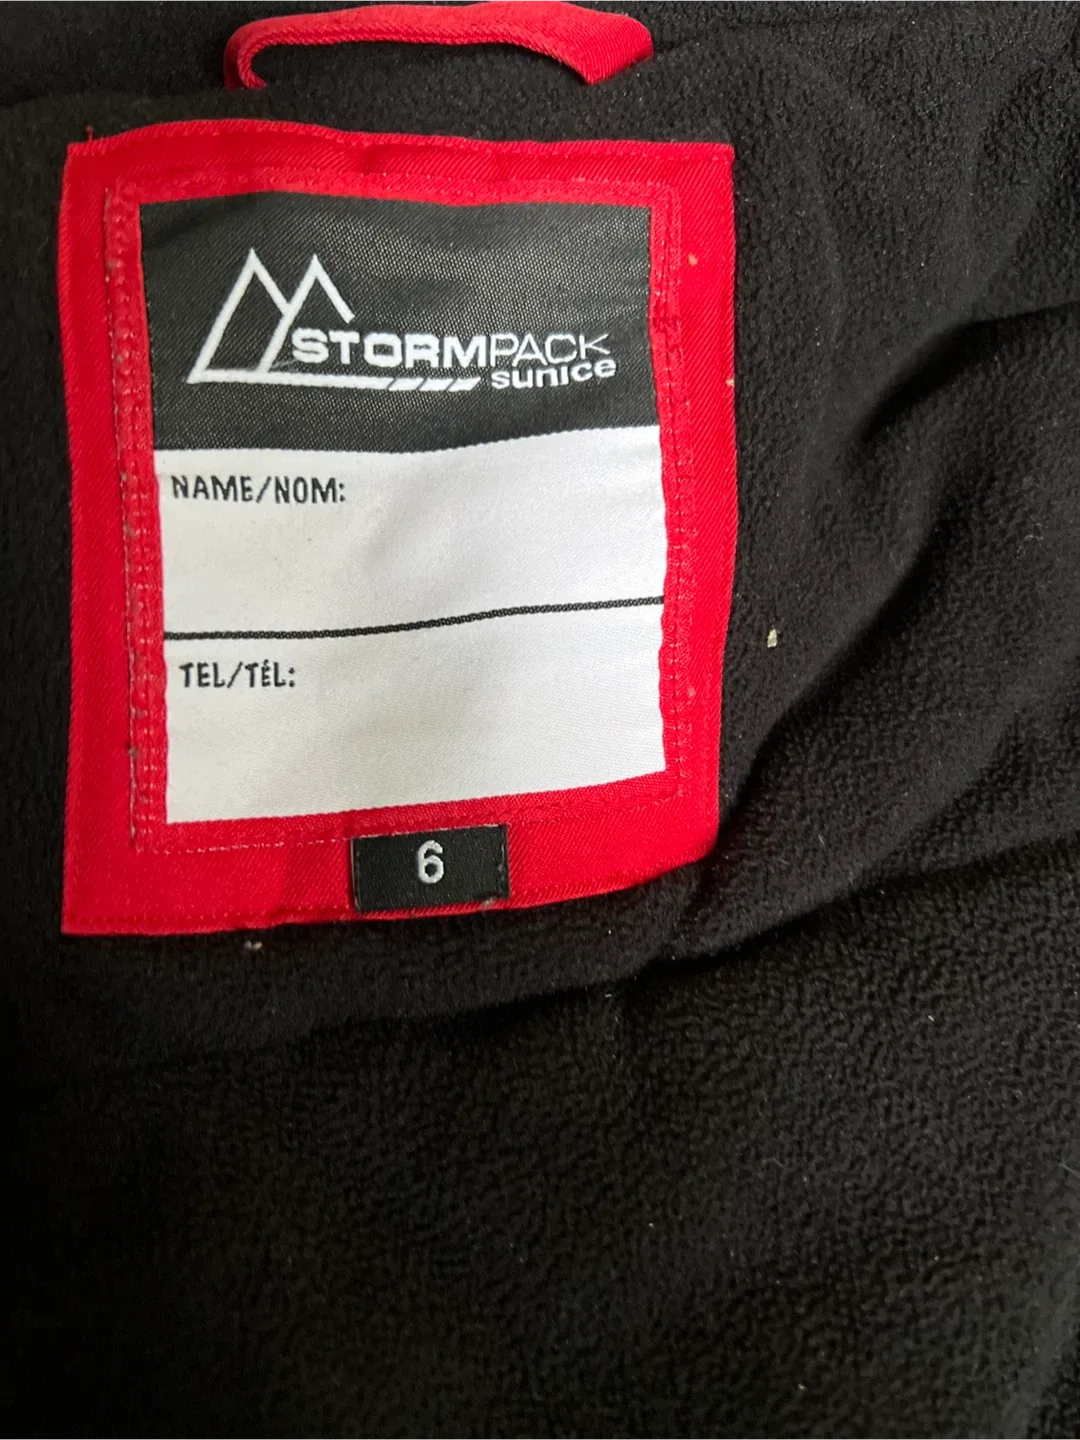 STORMPACK
sunice
NAME/NOM:
TEL/TÉL:
6